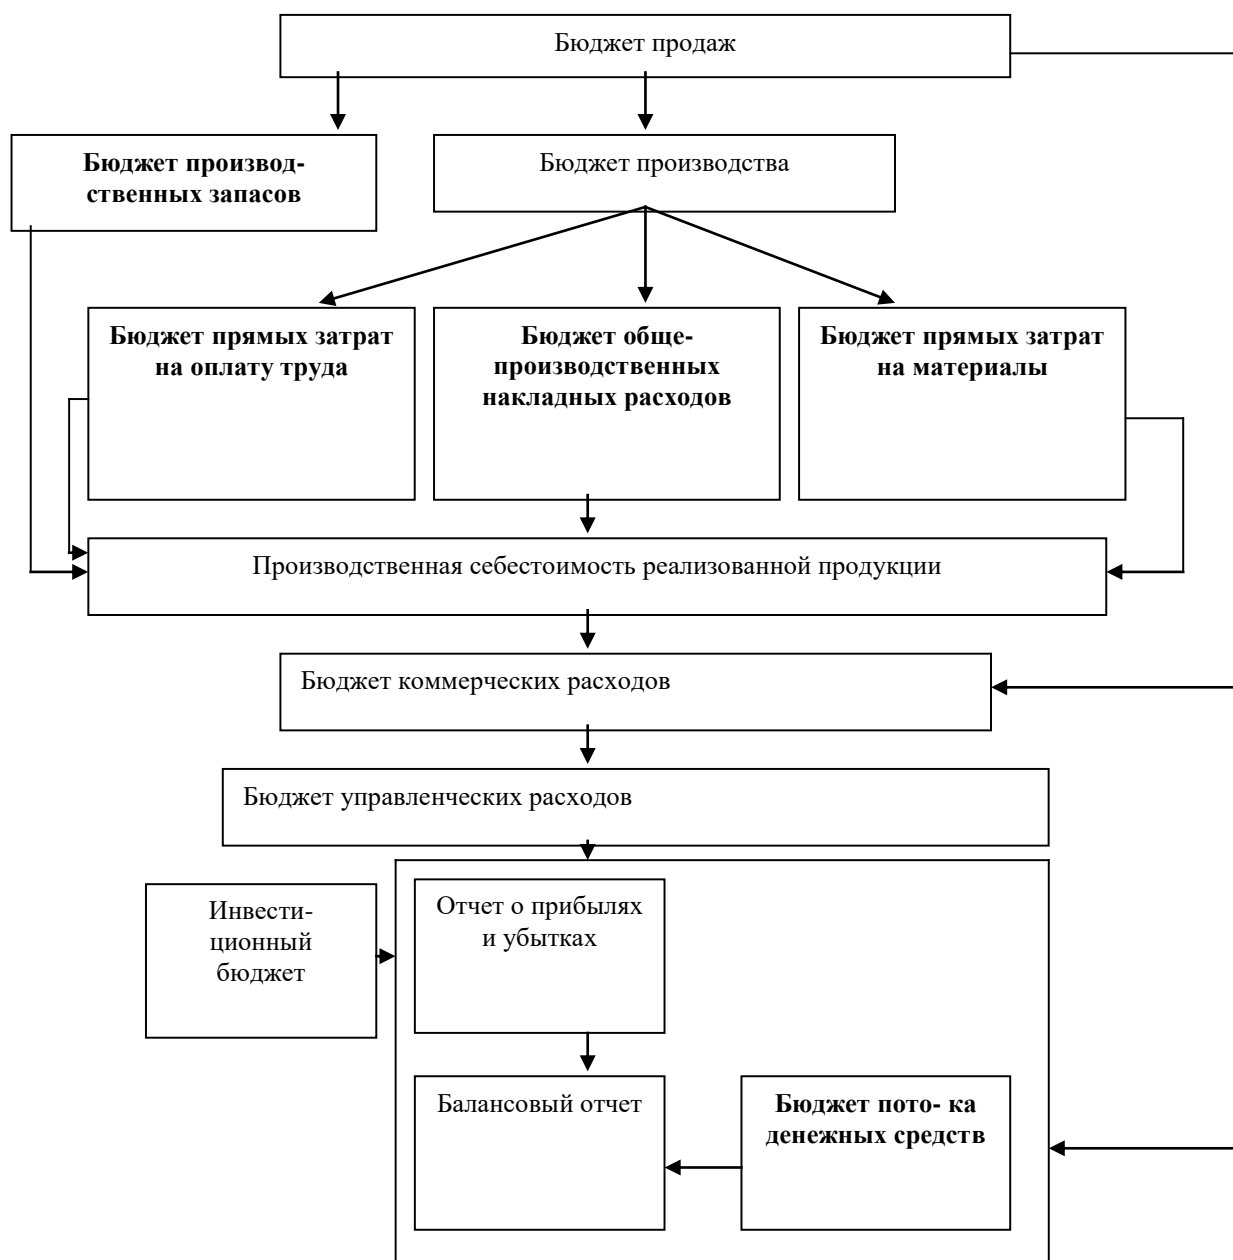 Бюджет продаж
Бюджет производ-
ственных запасов
Бюджет производства
Бюджет прямых затрат
на оплату труда
Бюджет обще-
производственных
накладных расходов
Бюджет прямых затрат
на материалы
Производственная себестоимость реализованной продукции
Бюджет коммерческих расходов
Бюджет управленческих расходов
Инвести-
ционный
бюджет
Отчет о прибылях
и убытках
Балансовый отчет
Бюджет пото- ка
денежных средств